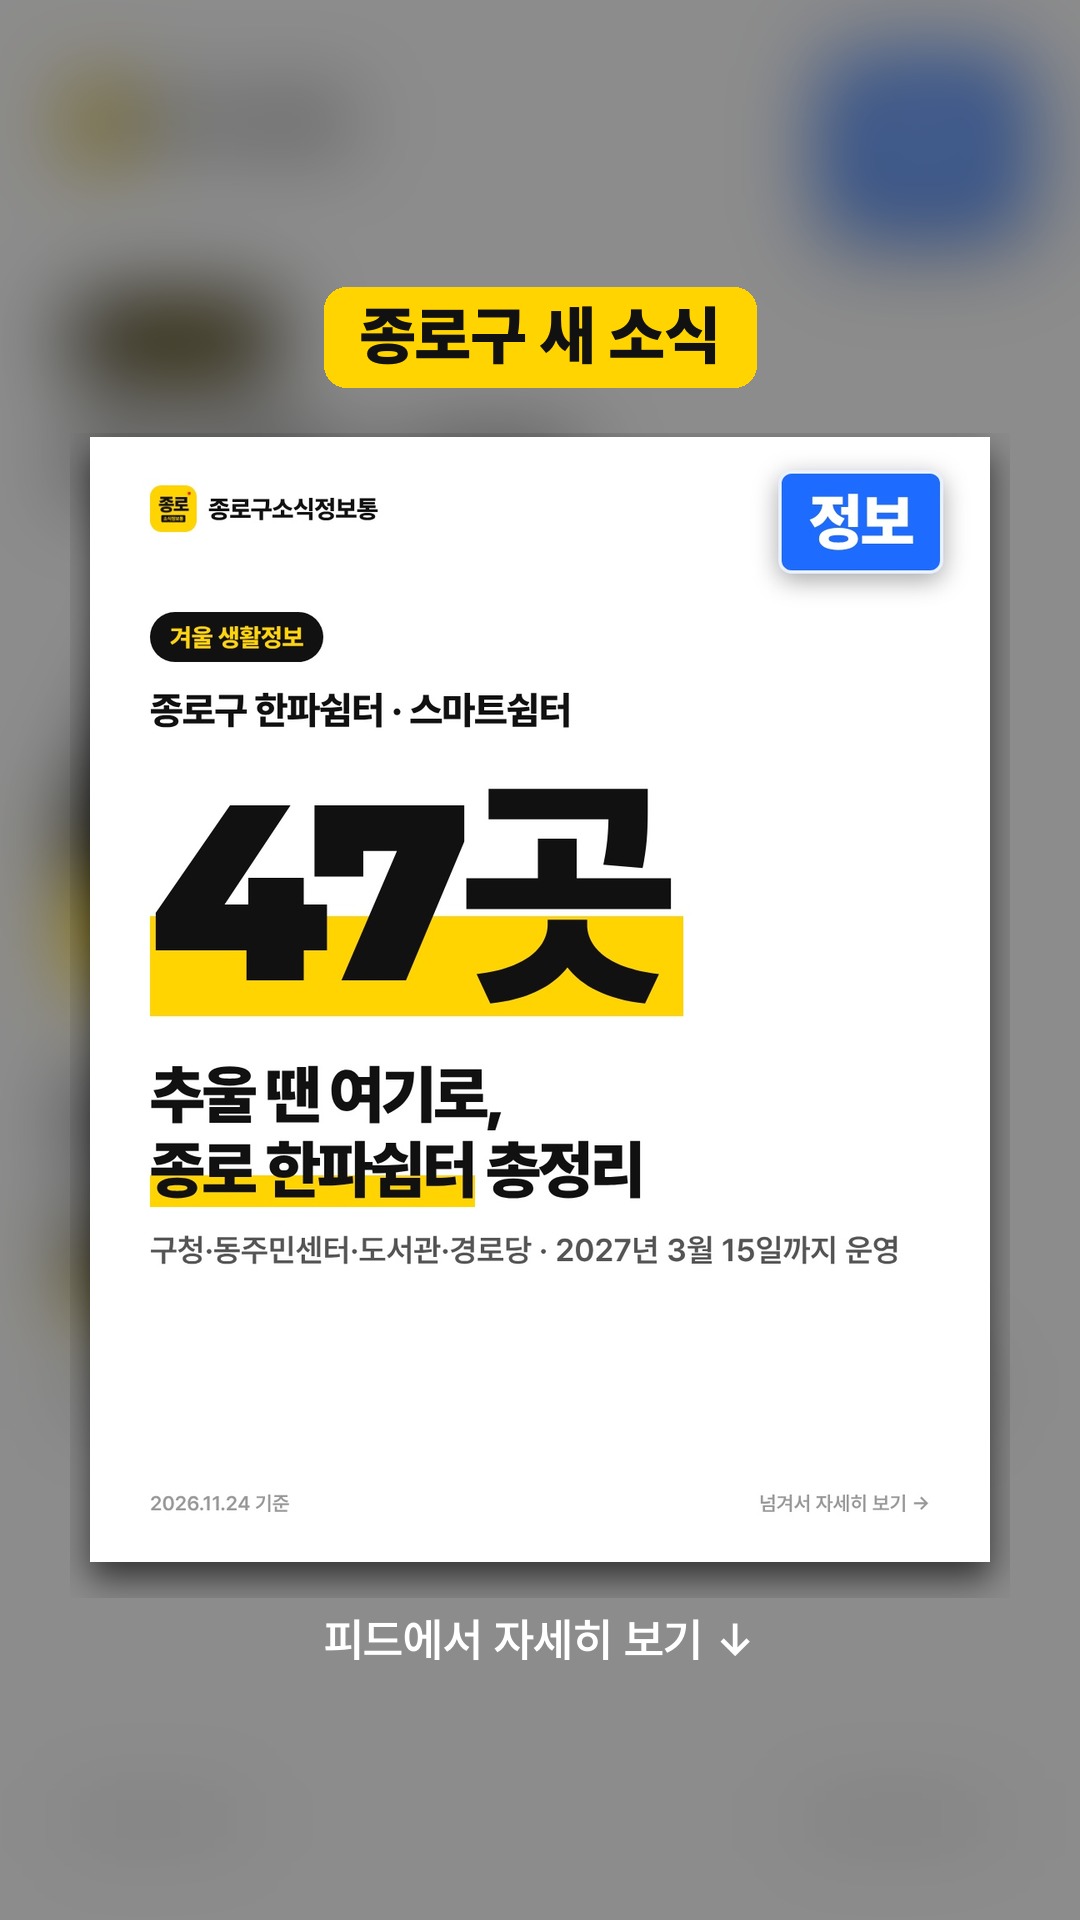 종로구 새 소식
종로
종로구소식정보통
정보
겨울 생활정보
종로구 한파쉼터 · 스마트쉼터
47곳
추울 땐 여기로,
종로 한파쉼터 총정리
구청·동주민센터·도서관·경로당 · 2027년 3월 15일까지 운영
2026.11.24 기준
넘겨서 자세히 보기 →
피드에서 자세히 보기 ↓